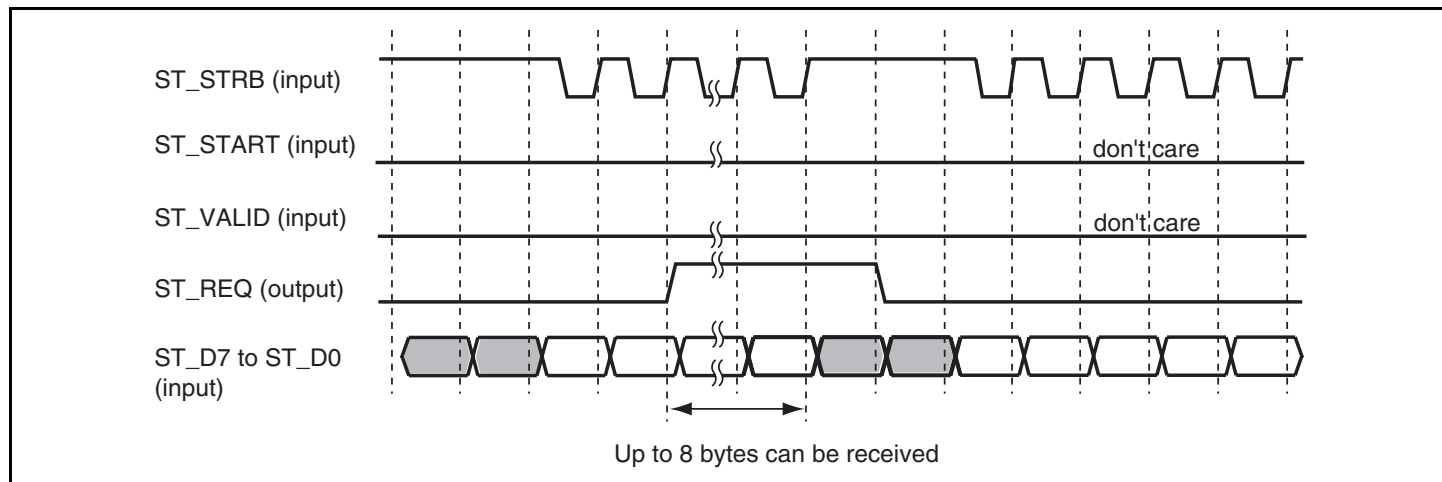 ST_STRB (input)
ST_START (input)
don't care
ST_VALID (input)
don't care
ST_REQ (output)
ST_D7 to ST_D0
(input)
Up to 8 bytes can be received